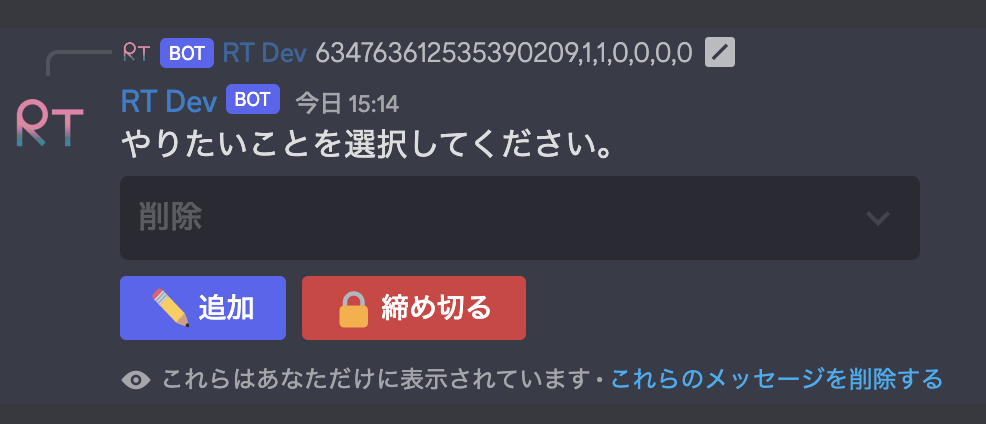 RT BOT RT Dev 634763612535390209,1,1,0,0,0,0
RT
RT Dev BOT 今日 15:14
やりたいことを選択してください。
削除
追加 締め切る
これらはあなただけに表示されています・これらのメッセージを削除する